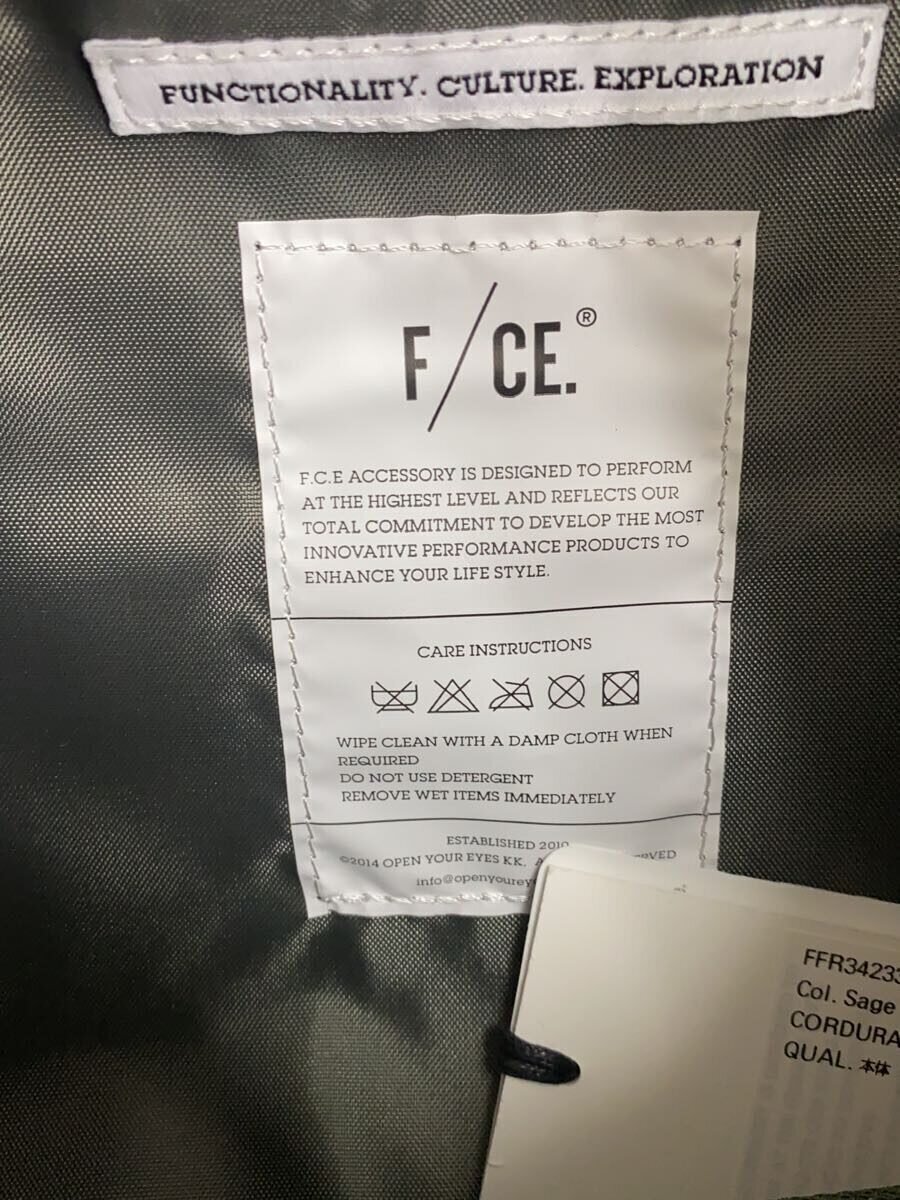 FUNCTIONALITY. CULTURE. EXPLORATION
F/CE.®
F.C.E ACCESSORY IS DESIGNED TO PERFORM
AT THE HIGHEST LEVEL AND REFLECTS OUR
TOTAL COMMITMENT TO DEVELOP THE MOST
INNOVATIVE PERFORMANCE PRODUCTS TO
ENHANCE YOUR LIFE STYLE.
CARE INSTRUCTIONS
WIPE CLEAN WITH A DAMP CLOTH WHEN
REQUIRED
DO NOT USE DETERGENT
REMOVE WET ITEMS IMMEDIATELY
ESTABLISHED 2010
©2014 OPEN YOUR EYES KK.
Col. Sage
CORDURA
QUAL. 本体